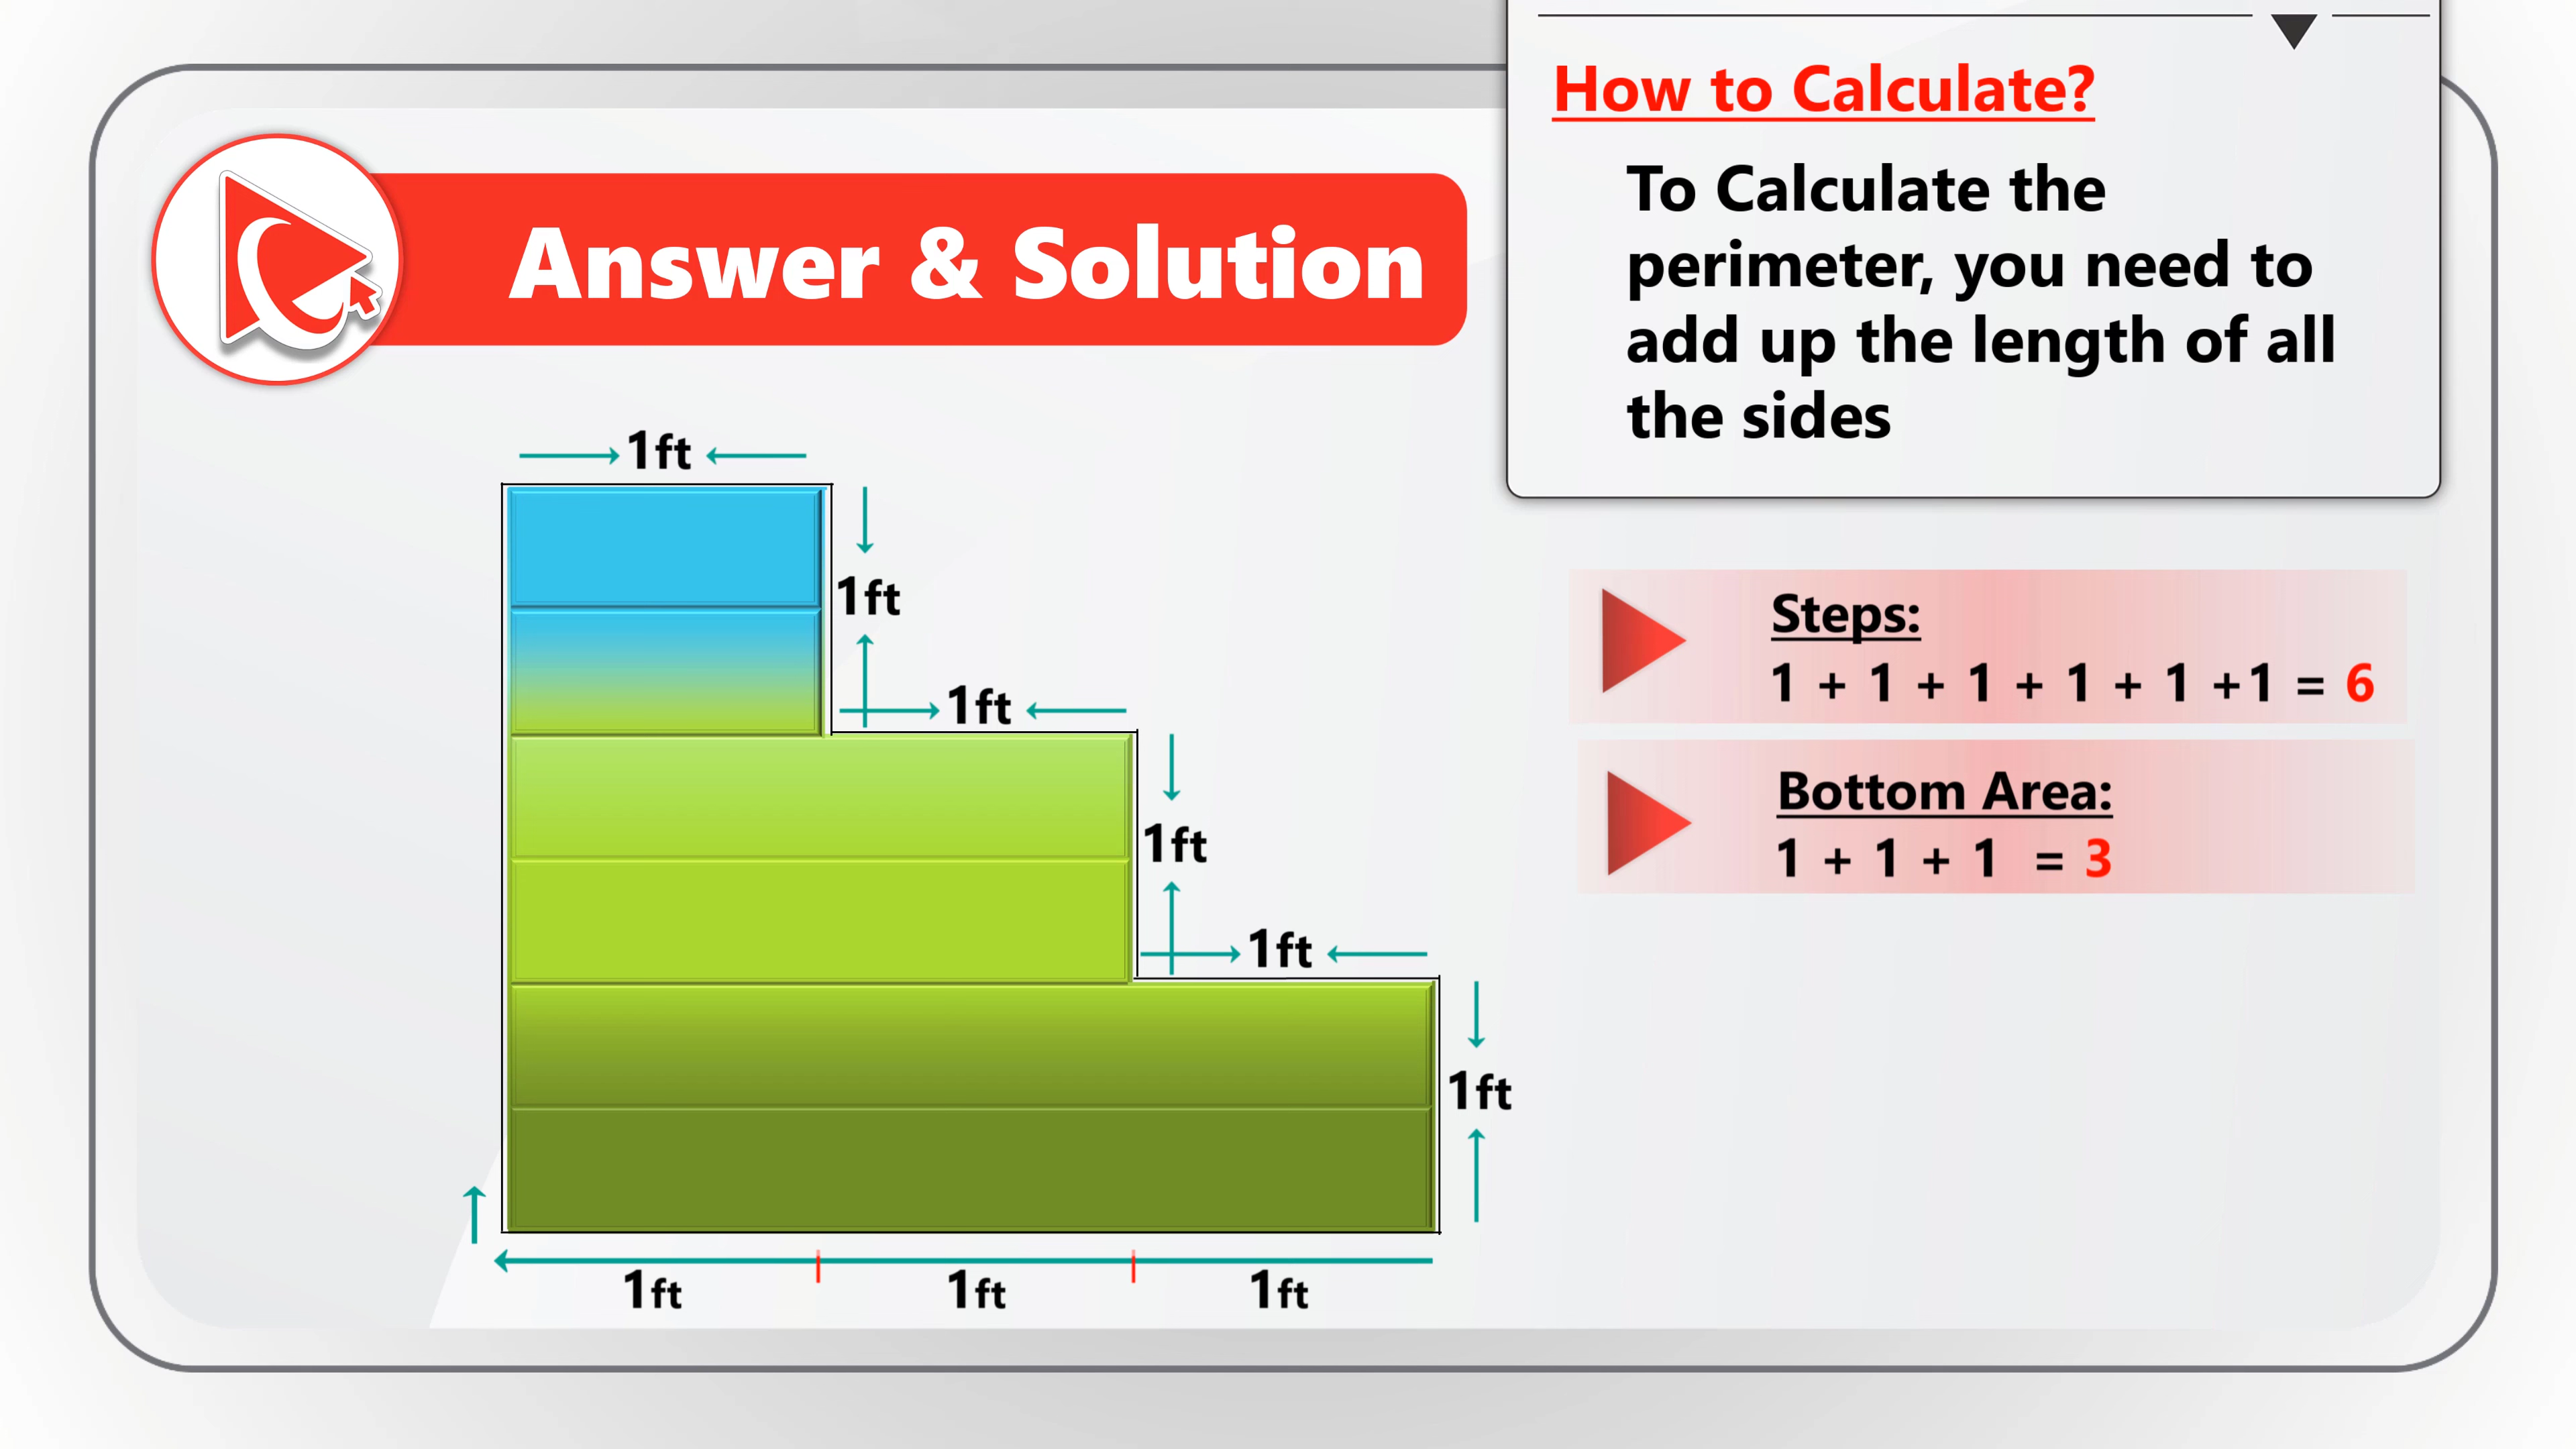 How to Calculate?
To Calculate the
perimeter, you need to
add up the length of all
the sides
Answer & Solution
1ft
1ft
1ft
1ft
1ft
1ft
1ft 1ft 1ft
Steps:
1 + 1 + 1 + 1 + 1 +1 = 6
Bottom Area:
1 + 1 + 1 = 3